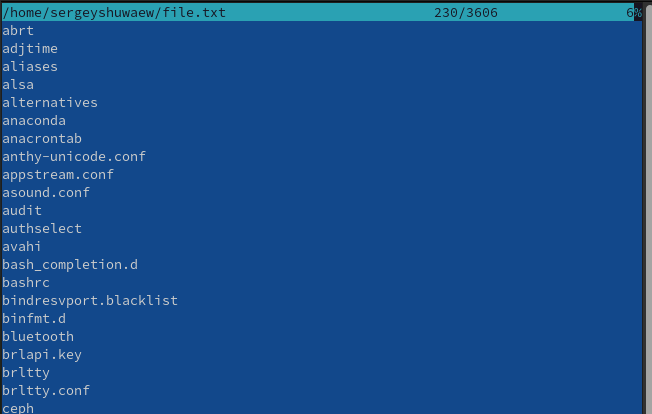 /home/sergeyshuwaew/file.txt 230/3606 6%
abrt
adjtime
aliases
alsa
alternatives
anaconda
anacrontab
anthy-unicode.conf
appstream.conf
asound.conf
audit
authselect
avahi
bash_completion.d
bashrc
bindresvport.blacklist
binfmt.d
bluetooth
brlapi.key
brltty
brltty.conf
ceph